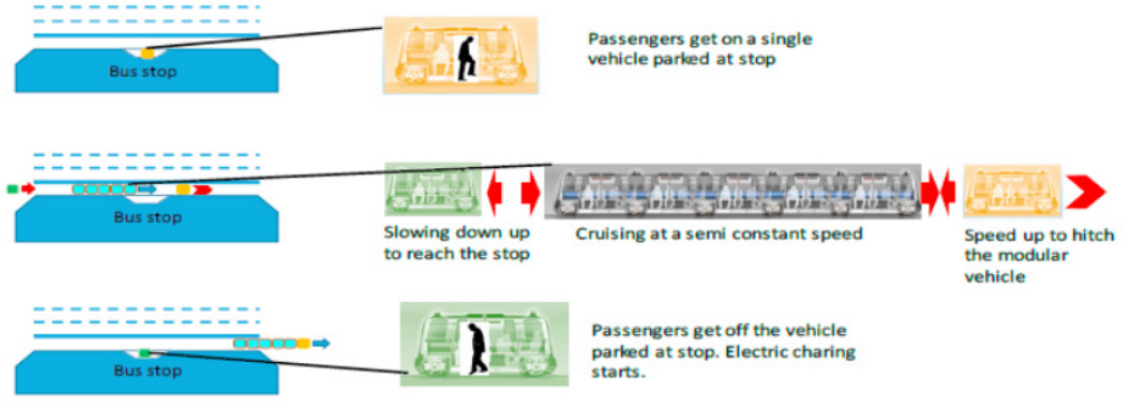 Bus stop
Passengers get on a single
vehicle parked at stop
Bus stop
Slowing down up
to reach the stop
Cruising at a semi constant speed
Speed up to hitch
the modular
vehicle
Bus stop
Passengers get off the vehicle
parked at stop. Electric charing
starts.